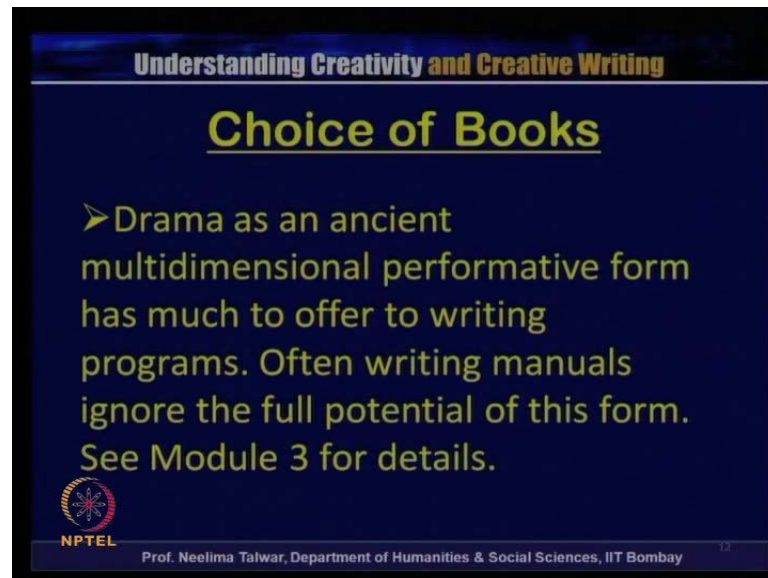 Understanding Creativity and Creative Writing
Choice of Books
➢Drama as an ancient
multidimensional performative form
has much to offer to writing
programs. Often writing manuals
ignore the full potential of this form.
See Module 3 for details.
NPTEL
Prof. Neelima Talwar, Department of Humanities & Social Sciences, IIT Bombay
12